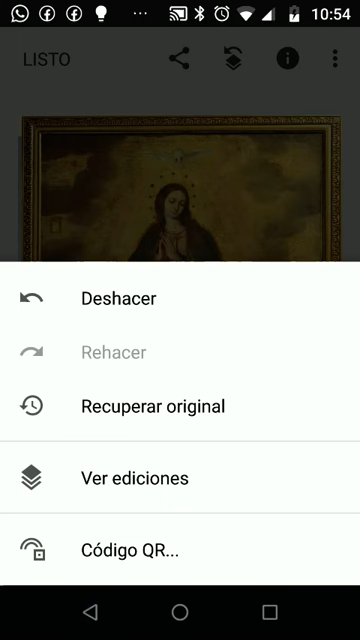 10:54
LISTO
Deshacer
Rehacer
Recuperar original
Ver ediciones
Código QR...